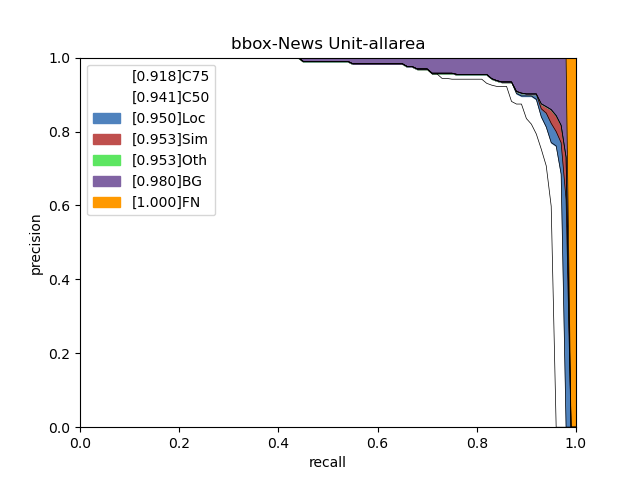 bbox-News Unit-allarea
1.0
0.8
0.6
0.4
0.2
0.0
precision
[0.918]C75
[0.941]C50
[0.950]Loc
[0.953]Sim
[0.953]Oth
[0.980]BG
[1.000]FN
0.0 0.2 0.4 0.6 0.8 1.0
recall